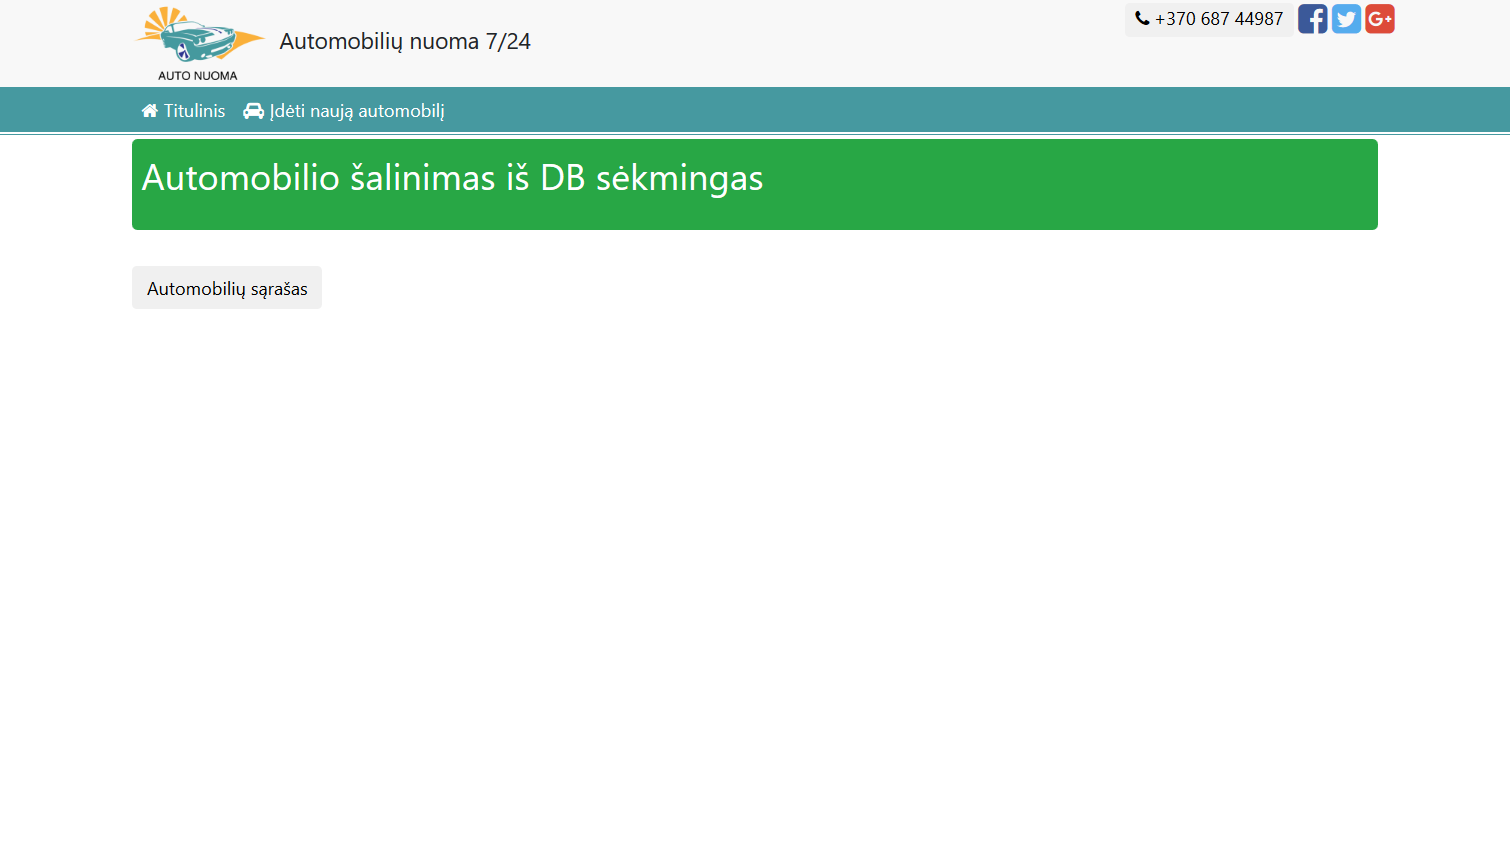 AUTO NUOMA
Automobilių nuoma 7/24
+370 687 44987
Titulinis
Įdėti naują automobilį
Automobilio šalinimas iš DB sėkmingas
Automobilių sąrašas